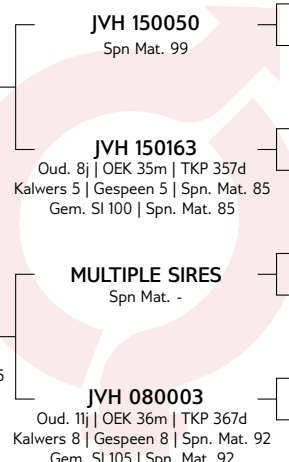 JVH 150050
Spn Mat. 99
JVH 150163
Oud. 8j | OEK 35m | TKP 357d
Kalwers 5 | Gespeen 5 | Spn. Mat. 85
Gem. SI 100 | Spn. Mat. 85
MULTIPLE SIRES
Spn Mat. -
JVH 080003
Oud. 11j | OEK 36m | TKP 367d
Kalwers 8 | Gespeen 8 | Spn. Mat. 92
Gem. SI 105 | Spn. Mat. 92